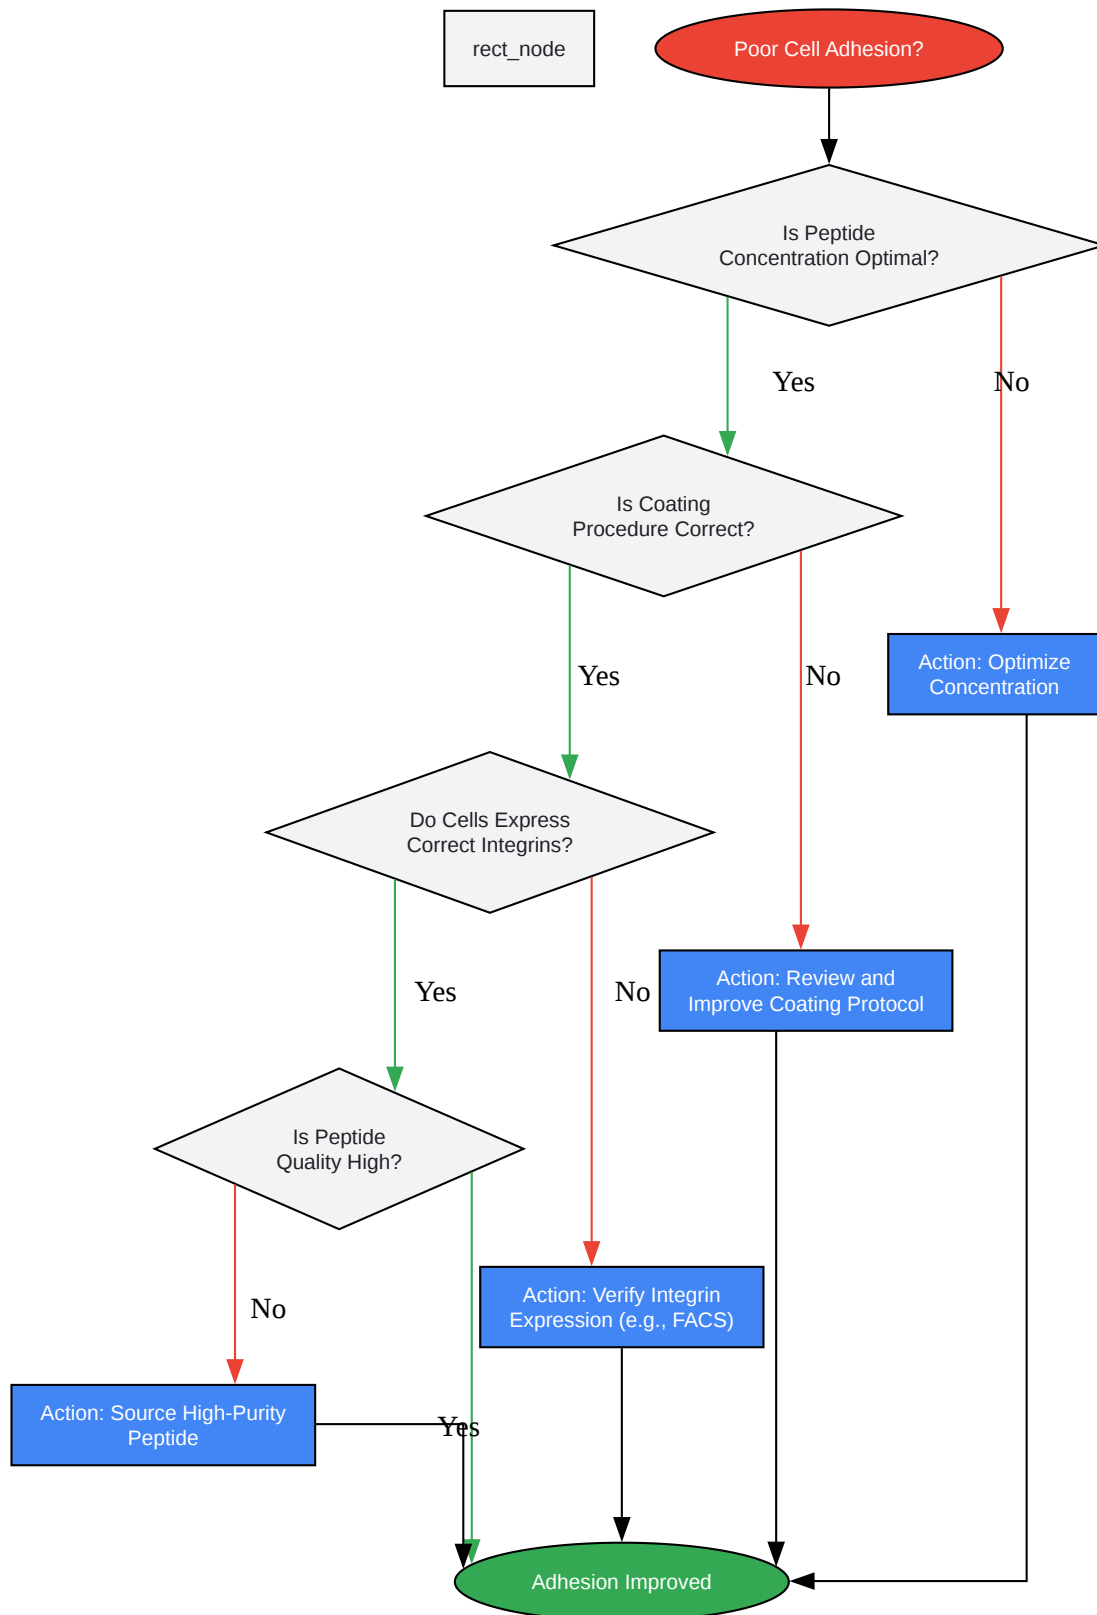 rect_node
Poor Cell Adhesion?
Is Peptide
Concentration Optimal?
Yes
No
Is Coating
Procedure Correct?
Yes
No
Action: Optimize
Concentration
Do Cells Express
Correct Integrins?
Yes
No
Action: Review and
Improve Coating Protocol
Is Peptide
Quality High?
No
Yes
Action: Verify Integrin
Expression (e.g., FACS)
Action: Source High-Purity
Peptide
Adhesion Improved